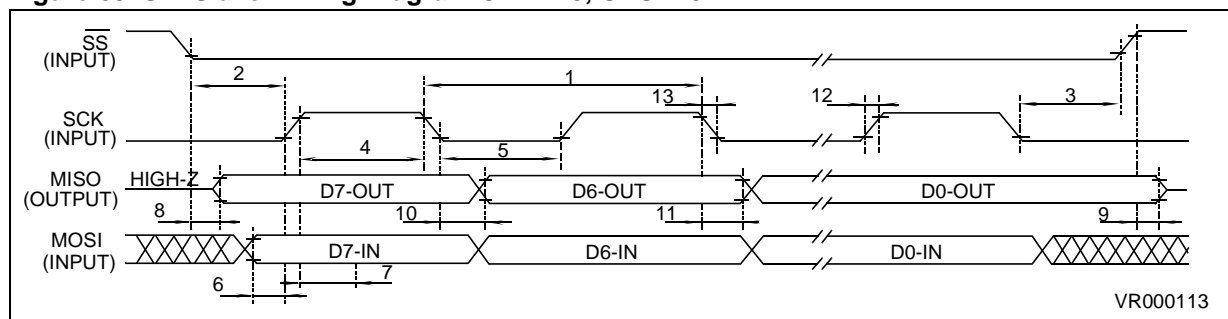 SS
(INPUT)
2
1
13
12
3
SCK
(INPUT)
4
5
MISO
(OUTPUT)
HIGH-Z
D7-OUT
D6-OUT
D0-OUT
8
10
11
9
MOSI
(INPUT)
D7-IN
D6-IN
D0-IN
6
7
VR000113